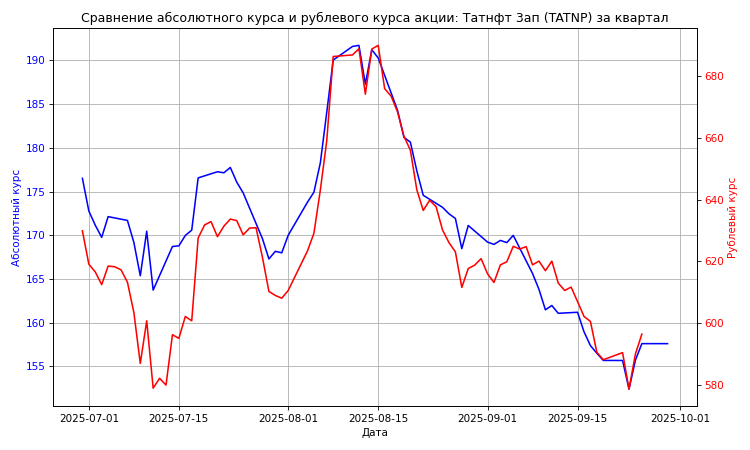 Сравнение абсолютного курса и рублевого курса акции: Татнфт 3ап (TATNP) за квартал
Абсолютный курс
190
185
180
175
170
165
160
155
680
660
640
620
600
580
Рублевый курс
2025-07-01 2025-07-15 2025-08-01 2025-08-15 2025-09-01 2025-09-15 2025-10-01
Дата